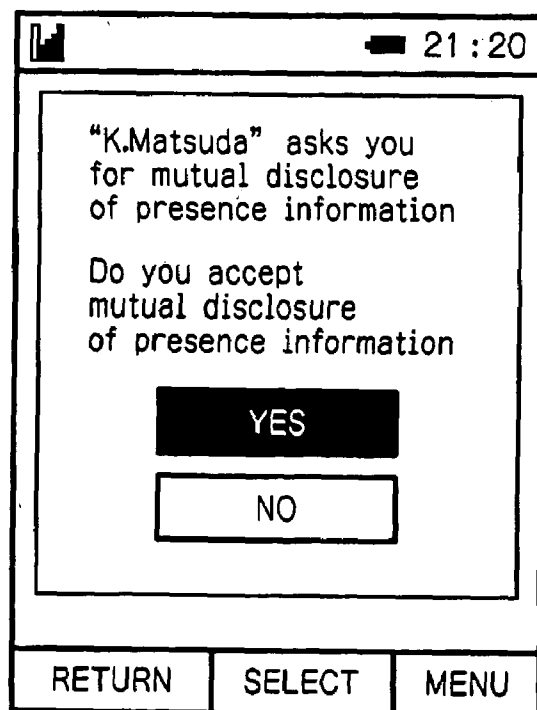 21:20
“K.Matsuda” asks you
for mutual disclosure
of presence information
Do you accept
mutual disclosure
of presence information
YES
NO
RETURN SELECT MENU